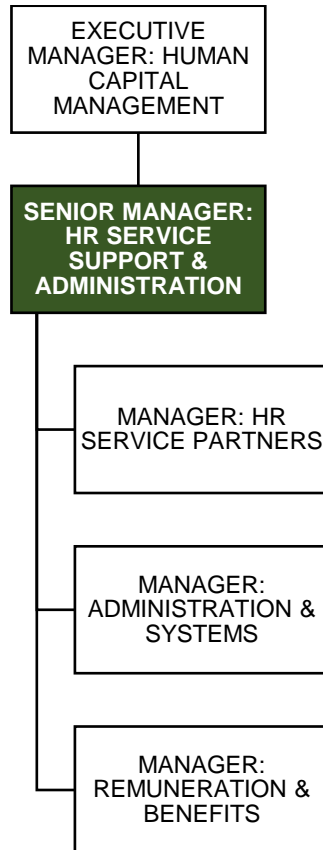 EXECUTIVE
MANAGER: HUMAN
CAPITAL
MANAGEMENT
SENIOR MANAGER:
HR SERVICE
SUPPORT &
ADMINISTRATION
MANAGER: HR
SERVICE PARTNERS
MANAGER:
ADMINISTRATION &
SYSTEMS
MANAGER:
REMUNERATION &
BENEFITS